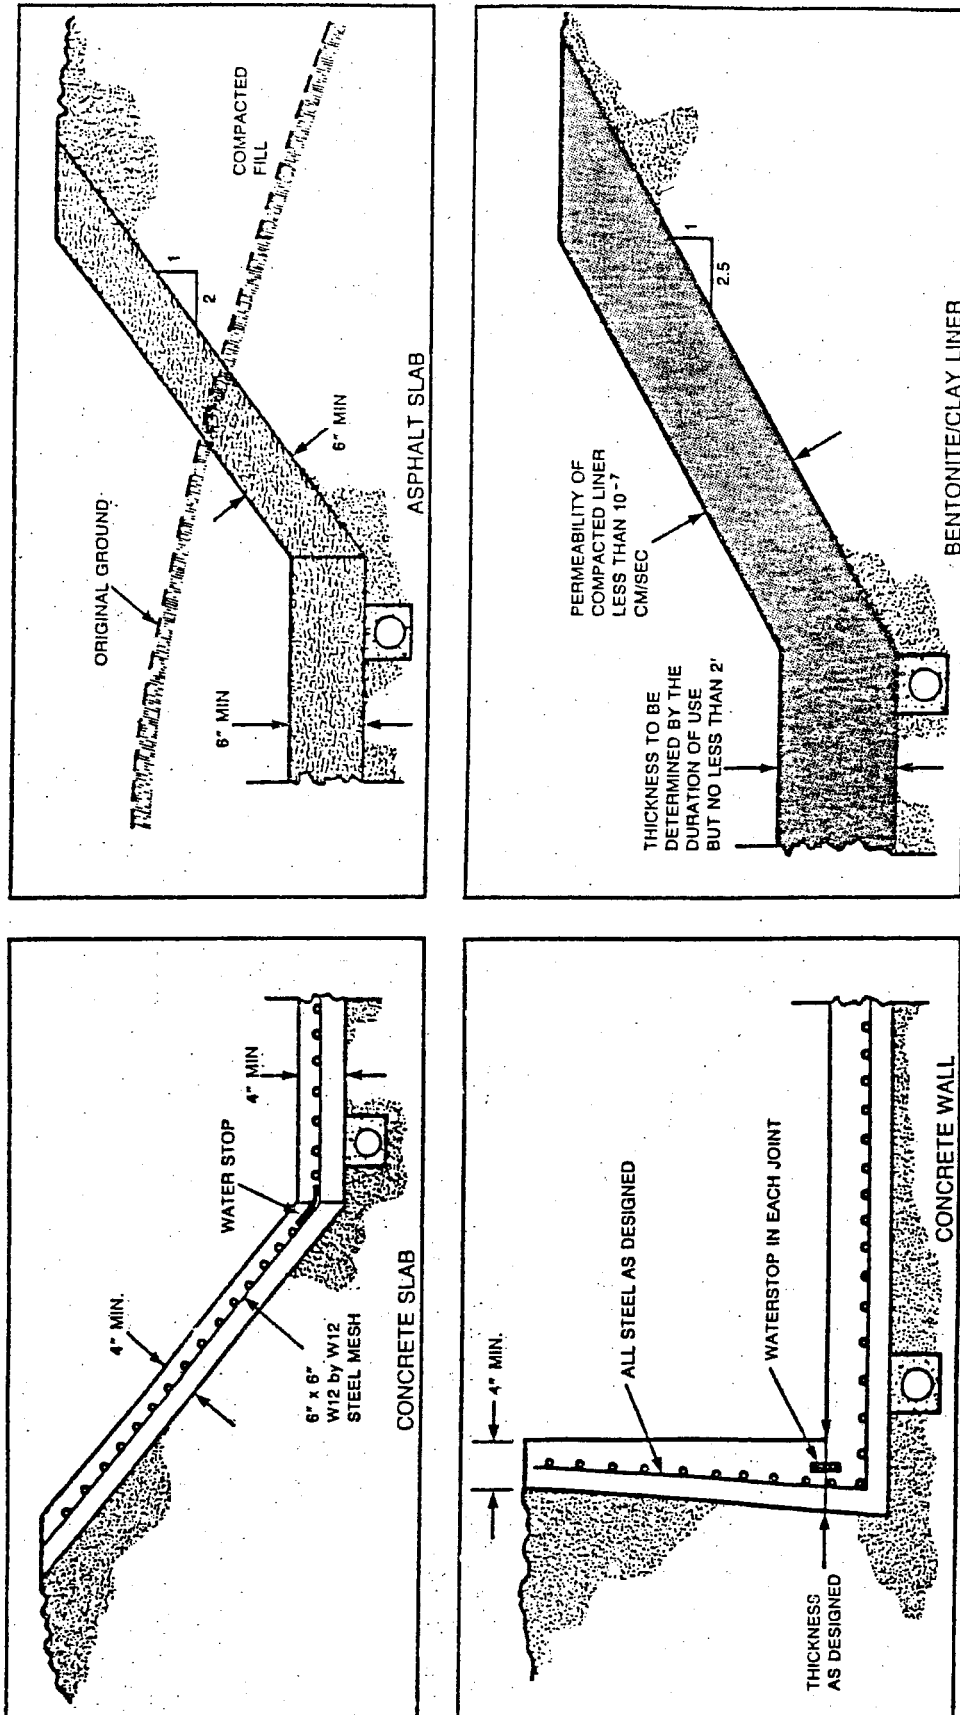 4" MIN.
WATER STOP
4" MIN
6" x 6"
W12 by W12
STEEL MESH
CONCRETE SLAB
ORIGINAL GROUND
COMPACTED
FILL
6" MIN
1
2
6" MIN
ASPHALT SLAB
4" MIN.
ALL STEEL AS DESIGNED
WATERSTOP IN EACH JOINT
THICKNESS
AS DESIGNED
CONCRETE WALL
THICKNESS TO BE
DETERMINED BY THE
DURATION OF USE
BUT NO LESS THAN 2'
PERMEABILITY OF
COMPACTED LINER
LESS THAN 10⁻⁷
CM/SEC
1
2.5
BENTONITE/CLAY LINER